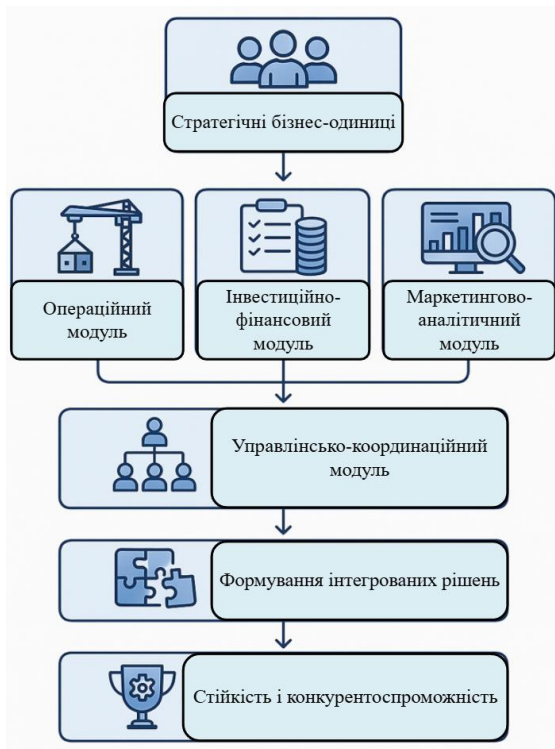 Стратегічні бізнес-одиниці
Операційний
модуль
Інвестиційно-
фінансовий
модуль
Маркетингово-
аналітичний
модуль
Управлінсько-координаційний
модуль
Формування інтегрованих рішень
Стійкість і конкурентоспроможність